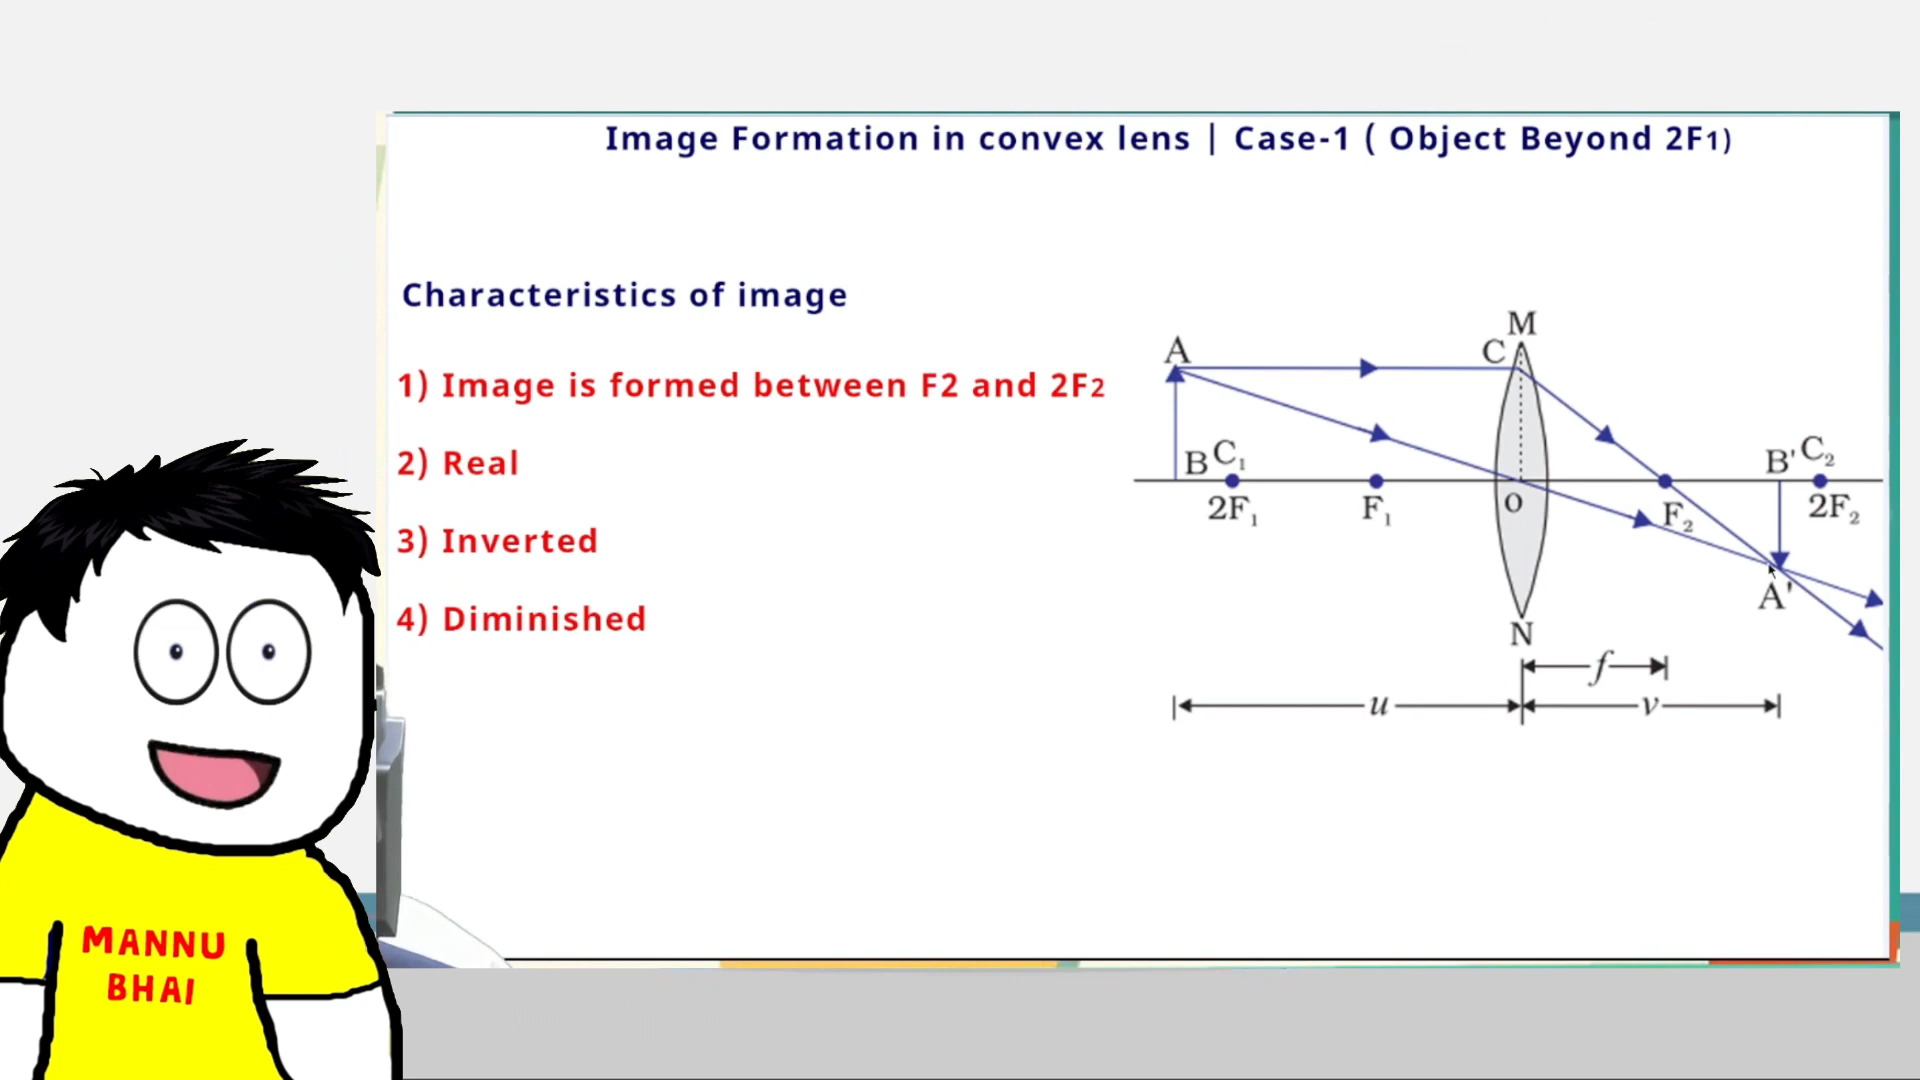 Image Formation in convex lens | Case-1 ( Object Beyond 2F1)
Characteristics of image
1) Image is formed between F2 and 2F2
2) Real
3) Inverted
4) Diminished
M
C
A
B C₁
B' C₂
2F₁
F₁
O
F₂
2F₂
A'
N
f
u
v
MANNU
BHAI